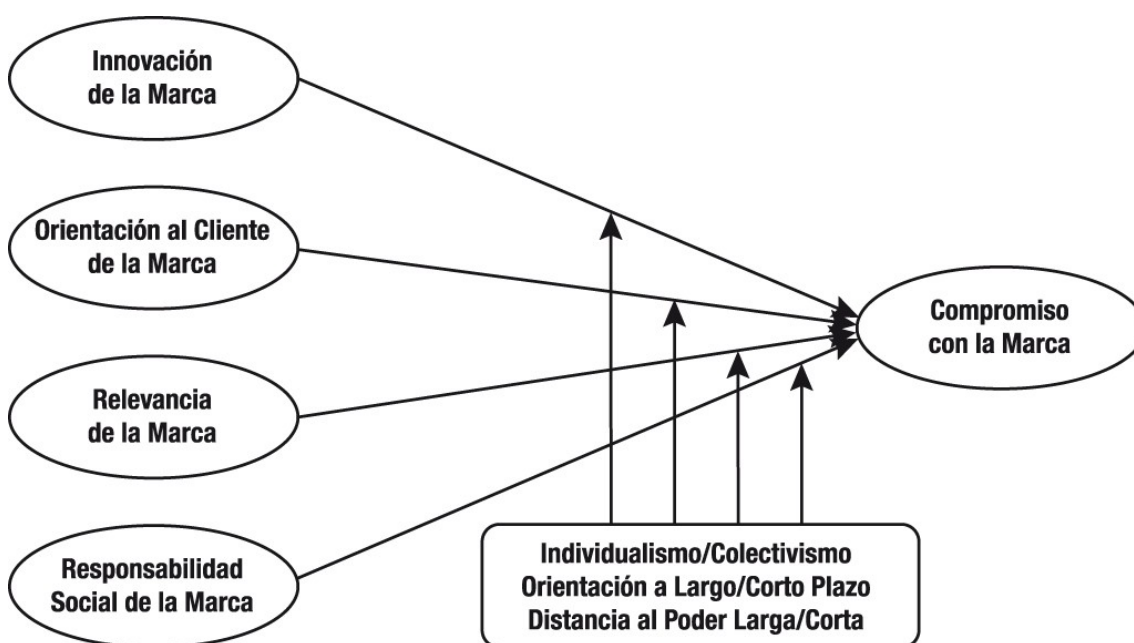 Innovación
de la Marca
Orientación al Cliente
de la Marca
Relevancia
de la Marca
Responsabilidad
Social de la Marca
Compromiso
con la Marca
Individualismo/Colectivismo
Orientación a Largo/Corto Plazo
Distancia al Poder Larga/Corta